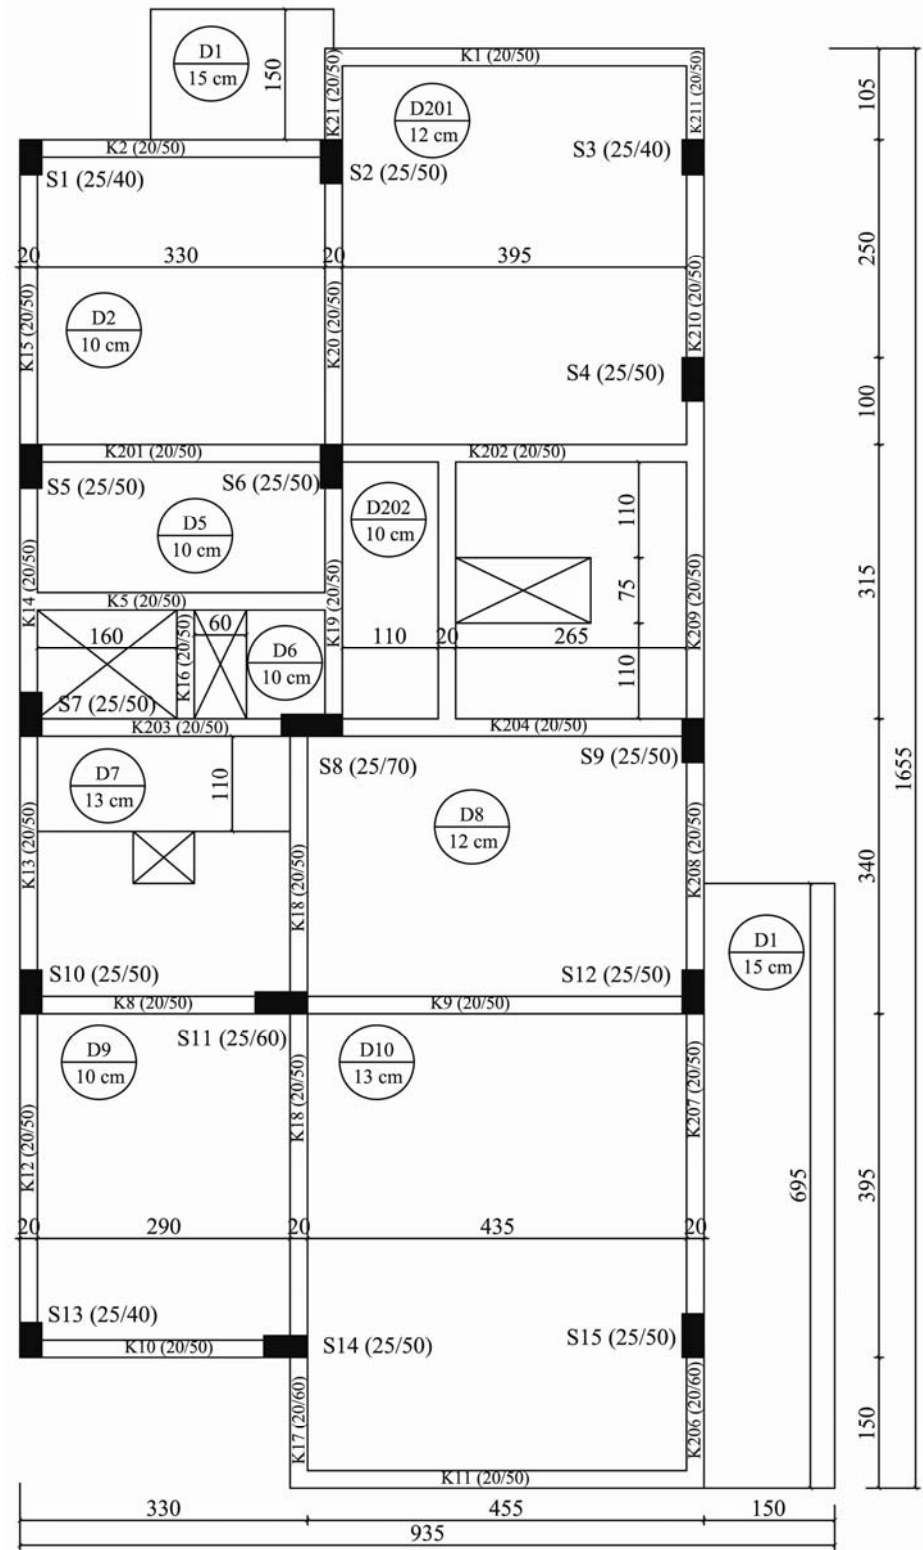 D1
15 cm
150
K1 (20/50)
K21 (20/50)
K211 (20/50)
105
D201
12 cm
K2 (20/50)
S1 (25/40)
S2 (25/50)
S3 (25/40)
250
20
330
20
395
K15 (20/50)
D2
10 cm
K20 (20/50)
K210 (20/50)
S4 (25/50)
100
K201 (20/50)
K202 (20/50)
S5 (25/50)
S6 (25/50)
D202
10 cm
110
D5
10 cm
K14 (20/50)
K19 (20/50)
75
K209 (20/50)
315
K5 (20/50)
160
K16 (20/50)
60
D6
10 cm
110
20
265
110
S7 (25/50)
K203 (20/50)
K204 (20/50)
S8 (25/70)
S9 (25/50)
1655
D7
13 cm
110
D8
12 cm
K13 (20/50)
K18 (20/50)
K208 (20/50)
340
D1
15 cm
S10 (25/50)
S12 (25/50)
K8 (20/50)
K9 (20/50)
S11 (25/60)
D9
10 cm
D10
13 cm
K12 (20/50)
K18 (20/50)
K207 (20/50)
695
395
20
290
20
435
20
S13 (25/40)
K10 (20/50)
S14 (25/50)
S15 (25/50)
K17 (20/60)
K206 (20/60)
150
K11 (20/50)
330
455
150
935